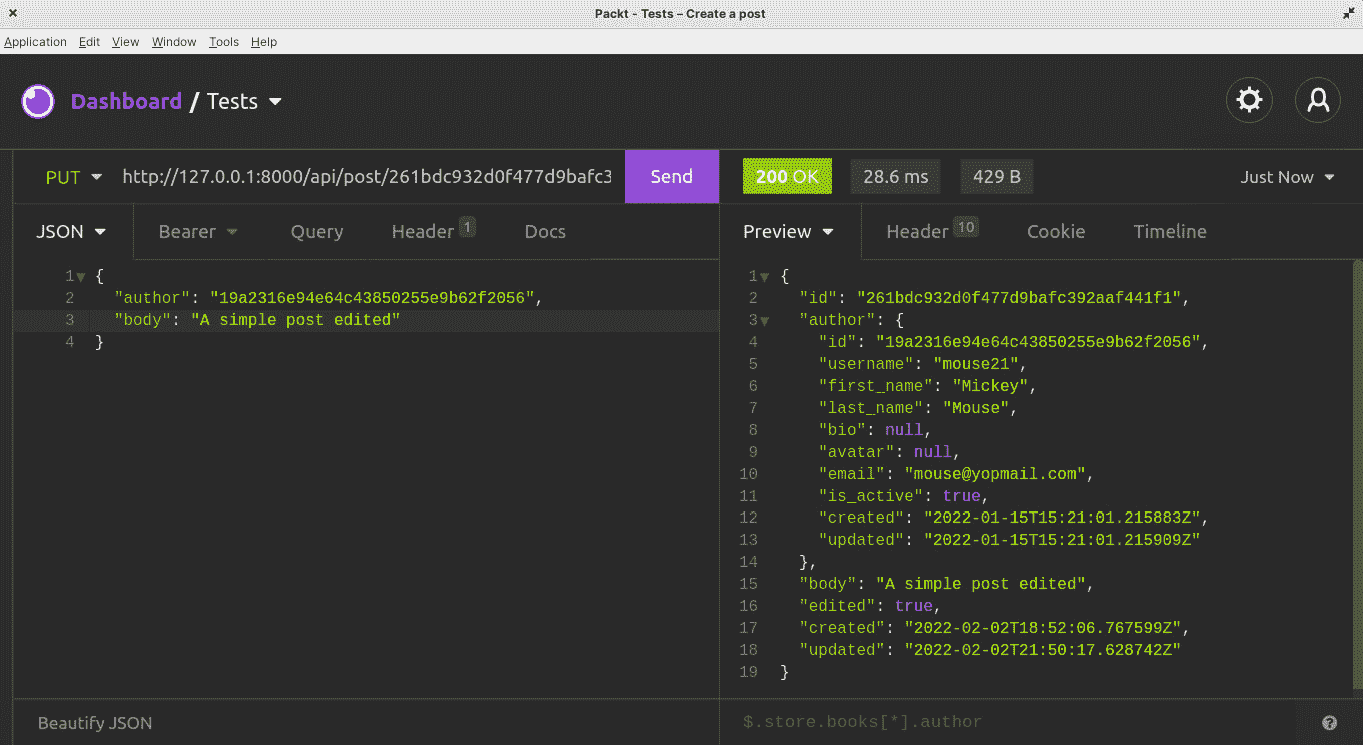 Packt - Tests – Create a post
Application Edit View Window Tools Help
Dashboard / Tests
PUT http://127.0.0.1:8000/api/post/261bdc932d0f477d9bafc3 Send 200 OK 28.6 ms 429 B Just Now
JSON Bearer Query Header 1 Docs
1 {
2 "author": "19a2316e94e64c43850255e9b62f2056",
3 "body": "A simple post edited"
4 }
Beautify JSON
Preview Header 10 Cookie Timeline
1 {
2 "id": "261bdc932d0f477d9bafc392aaf441f1",
3 "author": {
4 "id": "19a2316e94e64c43850255e9b62f2056",
5 "username": "mouse21",
6 "first_name": "Mickey",
7 "last_name": "Mouse",
8 "bio": null,
9 "avatar": null,
10 "email": "mouse@yopmail.com",
11 "is_active": true,
12 "created": "2022-01-15T15:21:01.215883Z",
13 "updated": "2022-01-15T15:21:01.215909Z"
14 },
15 "body": "A simple post edited",
16 "edited": true,
17 "created": "2022-02-02T18:52:06.767599Z",
18 "updated": "2022-02-02T21:50:17.628742Z"
19 }
$.store.books[*].author
?